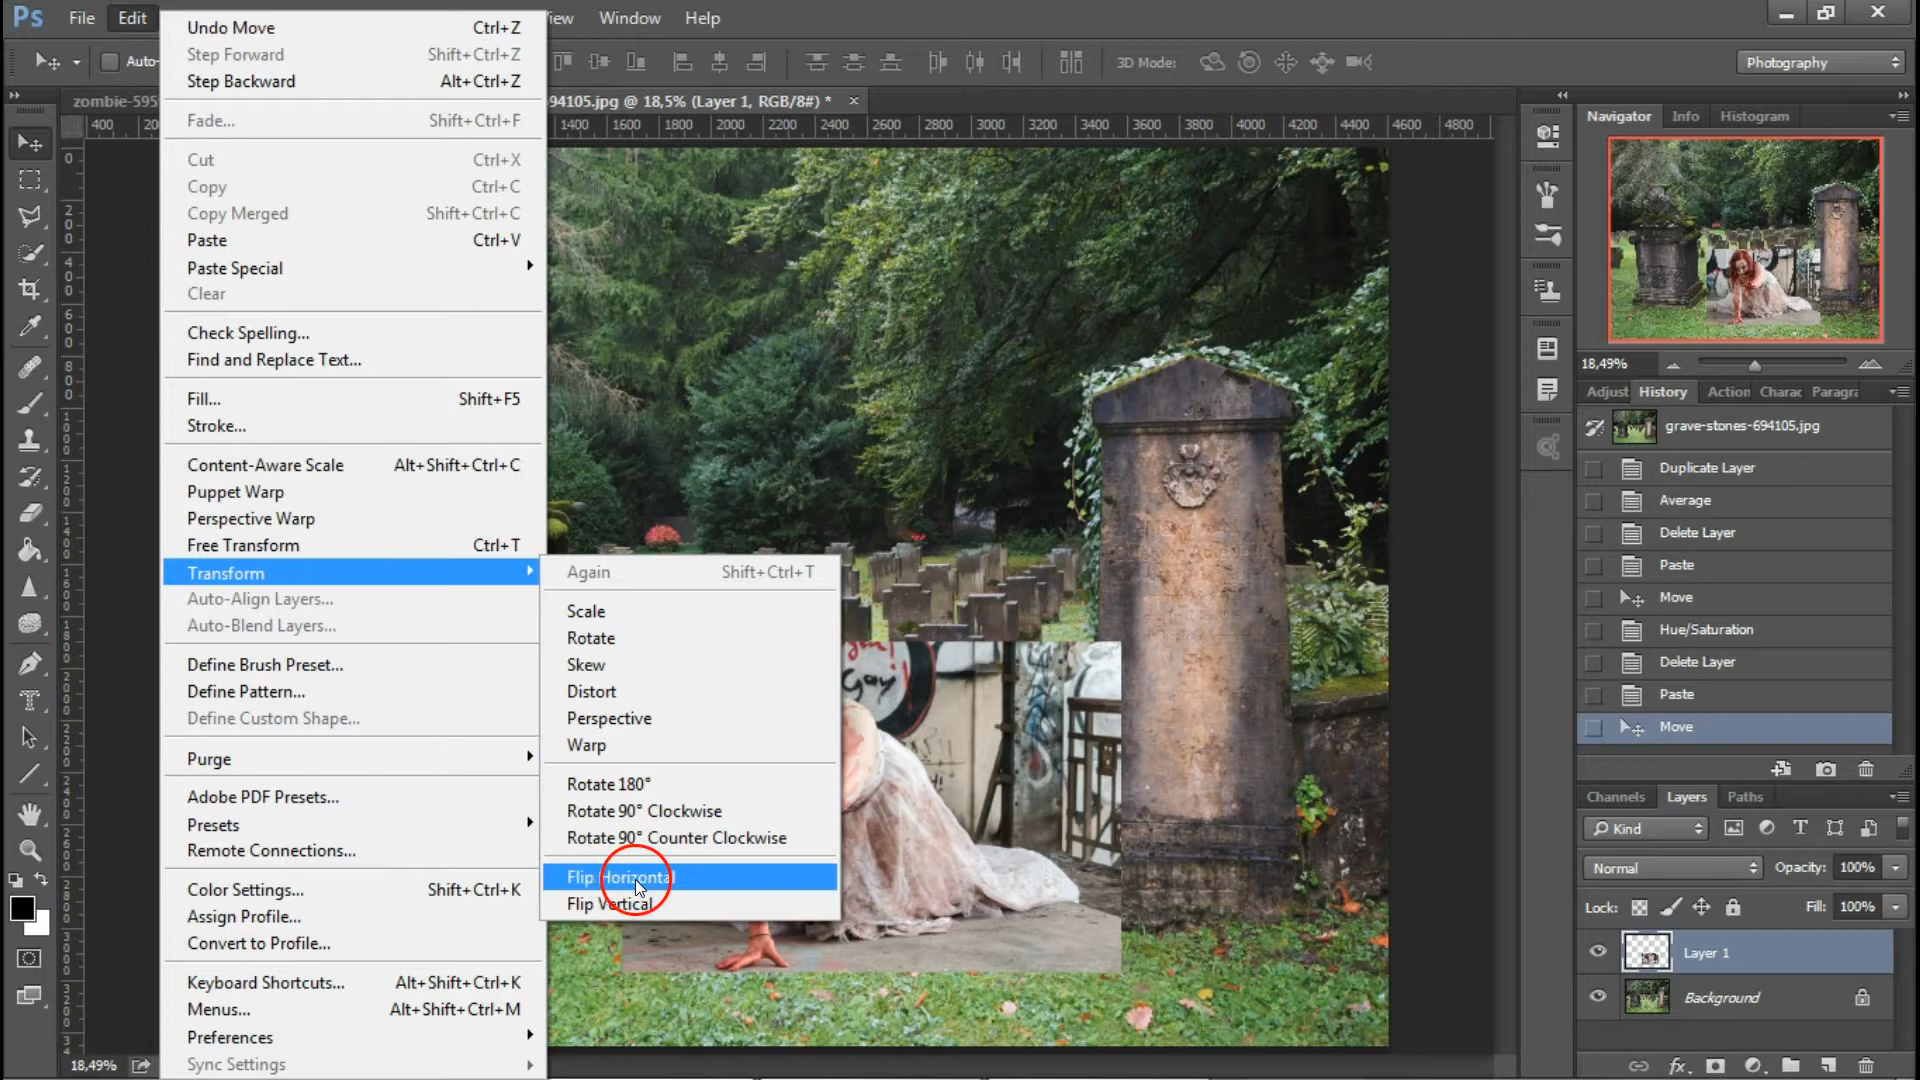 Ps File Edit View Window Help
Auto-
3D Mode:
Photography
zombie-595
94105.jpg @ 18,5% (Layer 1, RGB/8#) * ×
400
1400 1600 1800 2000 2200 2400 2600 2800 3000 3200 3400 3600 3800 4000 4200 4400 4600 4800
Undo Move Ctrl+Z
Step Forward Shift+Ctrl+Z
Step Backward Alt+Ctrl+Z
Fade... Shift+Ctrl+F
Cut Ctrl+X
Copy Ctrl+C
Copy Merged Shift+Ctrl+C
Paste Ctrl+V
Paste Special
Clear
Check Spelling...
Find and Replace Text...
Fill... Shift+F5
Stroke...
Content-Aware Scale Alt+Shift+Ctrl+C
Puppet Warp
Perspective Warp
Free Transform Ctrl+T
Transform
Auto-Align Layers...
Auto-Blend Layers...
Define Brush Preset...
Define Pattern...
Define Custom Shape...
Purge
Adobe PDF Presets...
Presets
Remote Connections...
Color Settings... Shift+Ctrl+K
Assign Profile...
Convert to Profile...
Keyboard Shortcuts... Alt+Shift+Ctrl+K
Menus... Alt+Shift+Ctrl+M
Preferences
Sync Settings
Again Shift+Ctrl+T
Scale
Rotate
Skew
Distort
Perspective
Warp
Rotate 180°
Rotate 90° Clockwise
Rotate 90° Counter Clockwise
Flip Horizontal
Flip Vertical
Gay!
18,49%
Navigator Info Histogram
18,49%
Adjust History Action Charac Paragra
grave-stones-694105.jpg
Duplicate Layer
Average
Delete Layer
Paste
Move
Hue/Saturation
Delete Layer
Paste
Move
Channels Layers Paths
Kind
Normal Opacity: 100%
Lock: Fill: 100%
Layer 1
Background